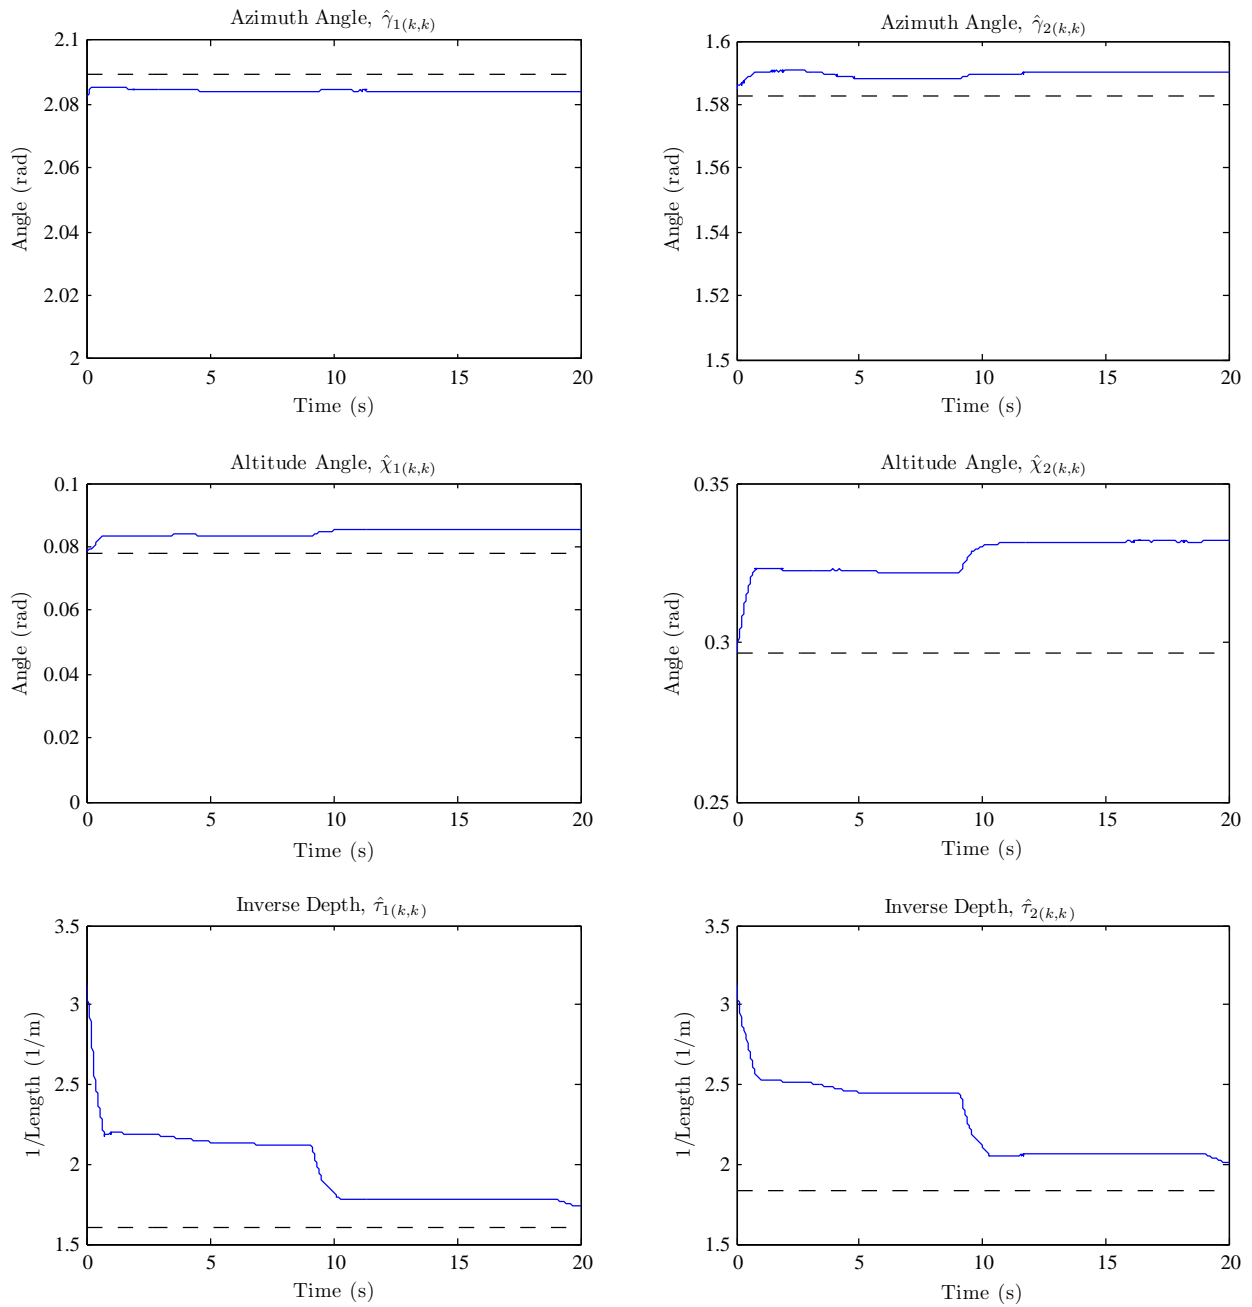 Azimuth Angle, γ̂₁₍ₖ,ₖ₎
2.1
2.08
2.06
2.04
2.02
2
Angle (rad)
0 5 10 15 20
Time (s)
Azimuth Angle, γ̂₂₍ₖ,ₖ₎
1.6
1.58
1.56
1.54
1.52
1.5
Angle (rad)
0 5 10 15 20
Time (s)
Altitude Angle, χ̂₁₍ₖ,ₖ₎
0.1
0.08
0.06
0.04
0.02
0
Angle (rad)
0 5 10 15 20
Time (s)
Altitude Angle, χ̂₂₍ₖ,ₖ₎
0.35
0.3
0.25
Angle (rad)
0 5 10 15 20
Time (s)
Inverse Depth, τ̂₁₍ₖ,ₖ₎
3.5
3
2.5
2
1.5
1/Length (1/m)
0 5 10 15 20
Time (s)
Inverse Depth, τ̂₂₍ₖ,ₖ₎
3.5
3
2.5
2
1.5
1/Length (1/m)
0 5 10 15 20
Time (s)